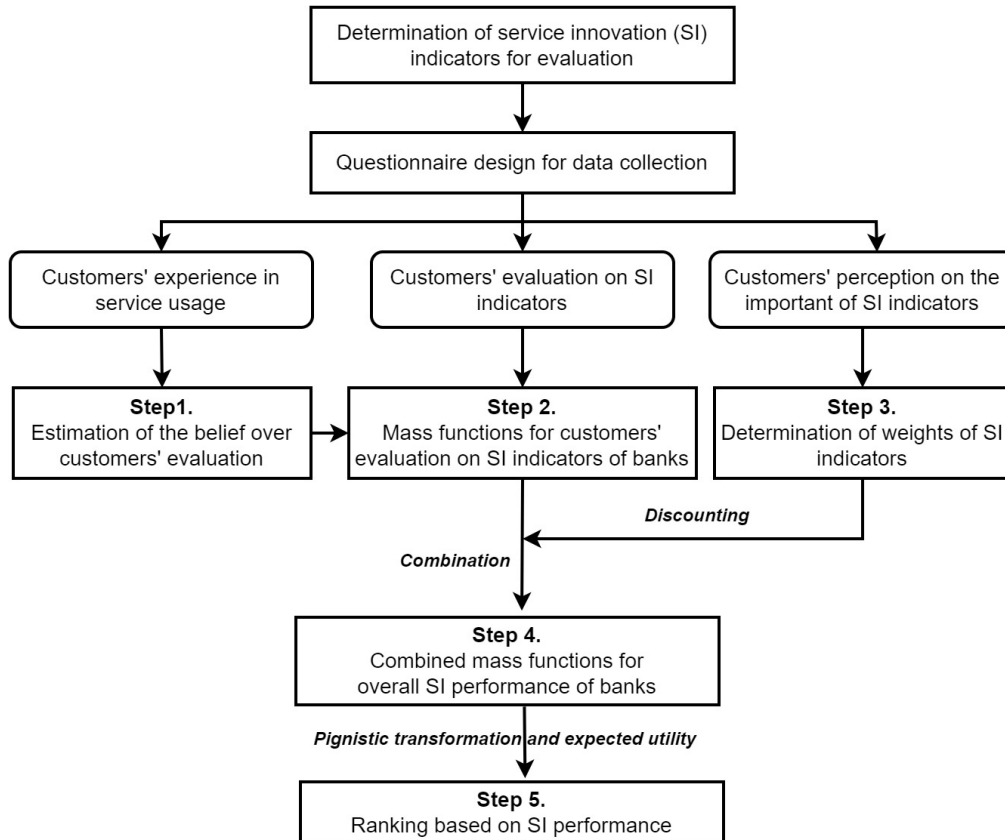 Determination of service innovation (SI)
indicators for evaluation
Questionnaire design for data collection
Customers' experience in
service usage
Customers' evaluation on SI
indicators
Customers' perception on the
important of SI indicators
Step1.
Estimation of the belief over
customers' evaluation
Step 2.
Mass functions for customers'
evaluation on SI indicators of banks
Step 3.
Determination of weights of SI
indicators
Discounting
Combination
Step 4.
Combined mass functions for
overall SI performance of banks
Pignistic transformation and expected utility
Step 5.
Ranking based on SI performance